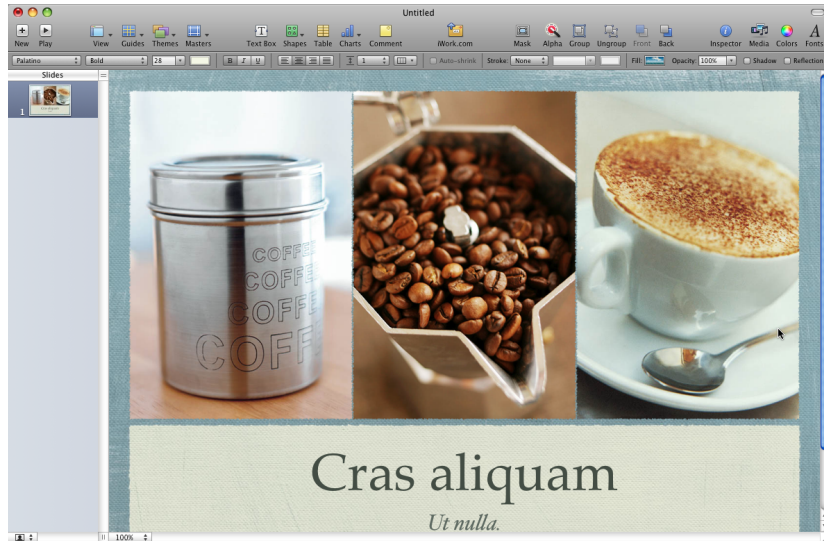 Untitled
New Play View Guides Themes Masters Text Box Shapes Table Charts Comment iWork.com Mask Alpha Group Ungroup Front Back Inspector Media Colors Fonts
Palatino Bold 28 B I U 1 Auto-shrink Stroke: None Fill: Opacity: 100% Shadow Reflection
Slides
1
COFFEE
COFFEE
COFFE
COFF
Cras aliquam
Ut nulla.
100%